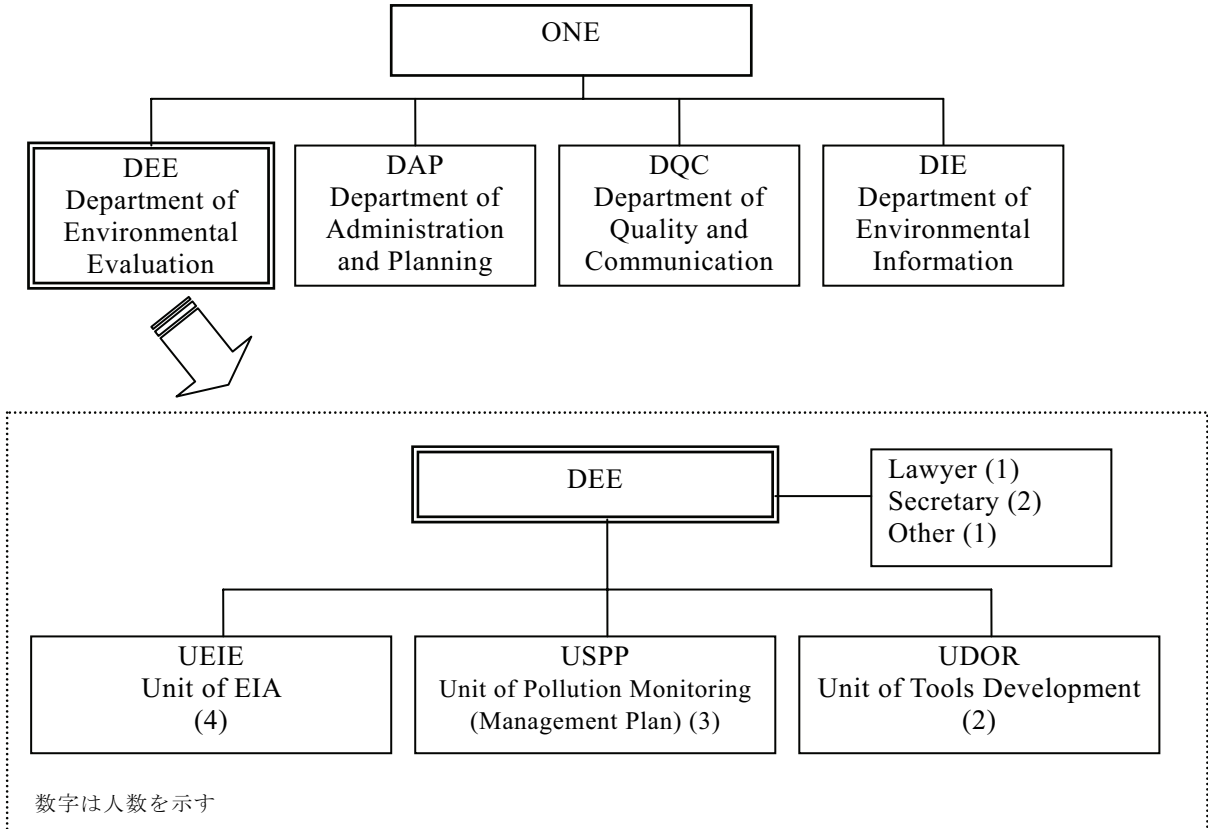 ONE
DEE
Department of
Environmental
Evaluation
DAP
Department of
Administration
and Planning
DQC
Department of
Quality and
Communication
DIE
Department of
Environmental
Information
DEE
Lawyer (1)
Secretary (2)
Other (1)
UEIE
Unit of EIA
(4)
USPP
Unit of Pollution Monitoring
(Management Plan) (3)
UDOR
Unit of Tools Development
(2)
数字は人数を示す